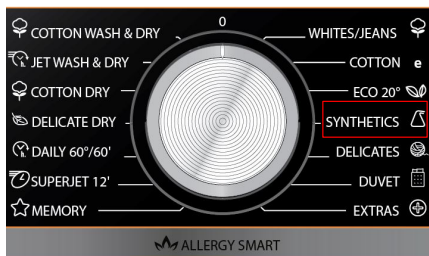 0
COTTON WASH & DRY
JET WASH & DRY
COTTON DRY
DELICATE DRY
DAILY 60°/60'
SUPERJET 12'
MEMORY
WHITES/JEANS
COTTON e
ECO 20°
SYNTHETICS
DELICATES
DUVET
EXTRAS
ALLERGY SMART